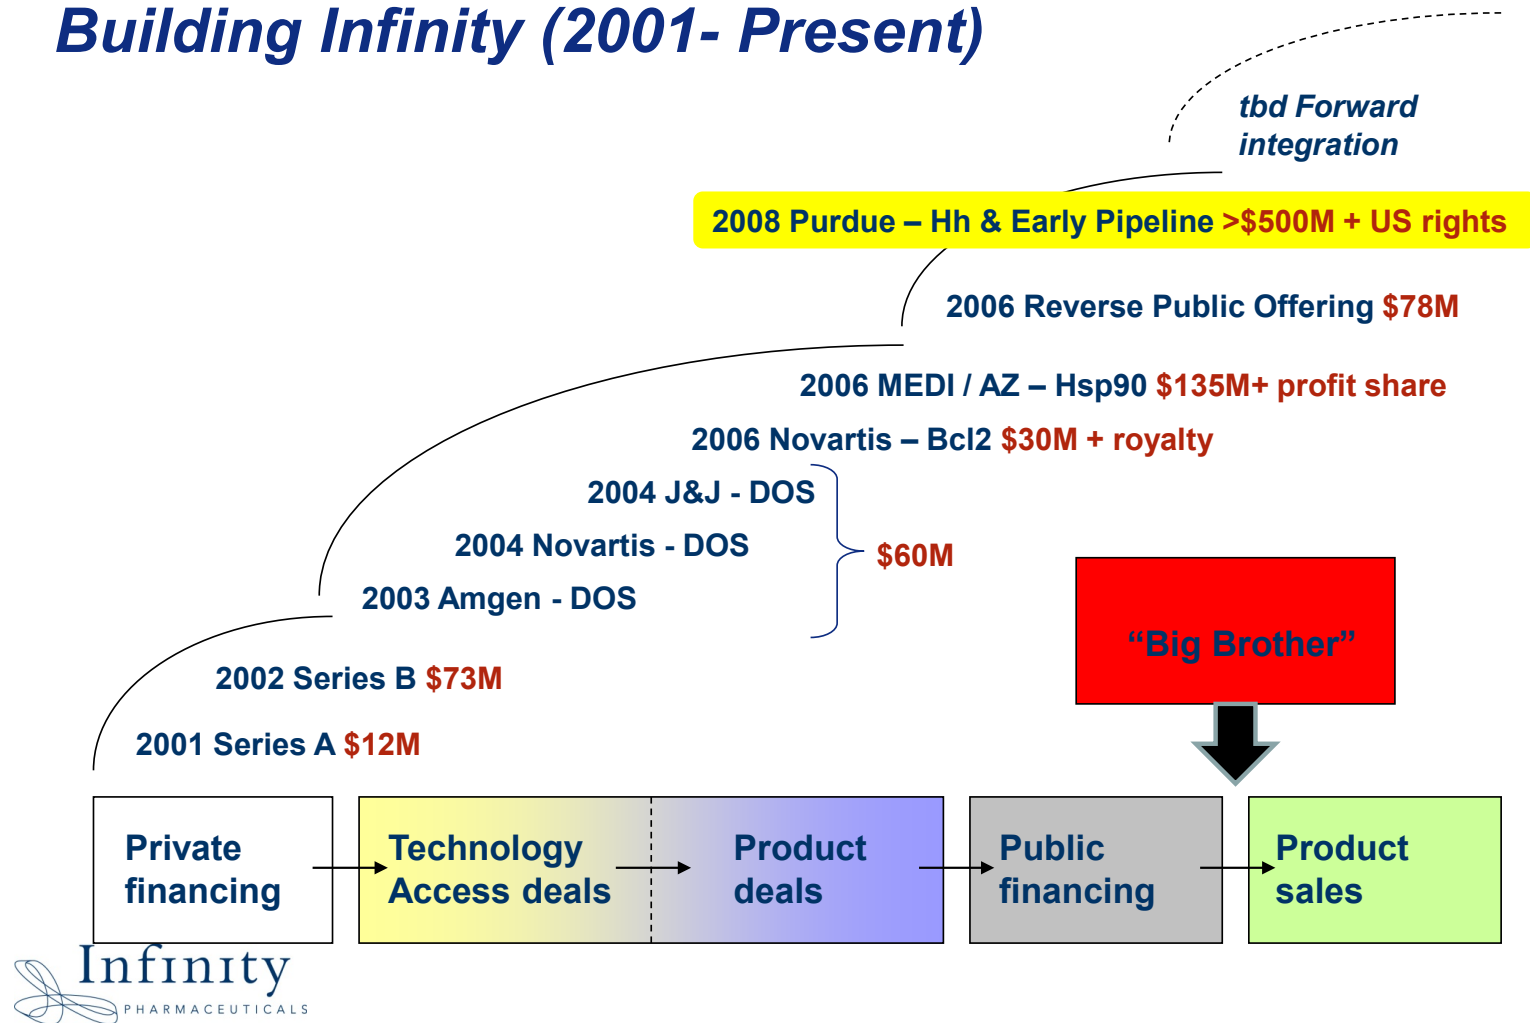 Building Infinity (2001- Present)
tbd Forward
integration
2008 Purdue – Hh & Early Pipeline >$500M + US rights
2006 Reverse Public Offering $78M
2006 MEDI / AZ – Hsp90 $135M+ profit share
2006 Novartis – Bcl2 $30M + royalty
2004 J&J - DOS
2004 Novartis - DOS
$60M
2003 Amgen - DOS
“Big Brother”
2002 Series B $73M
2001 Series A $12M
Private
financing
Technology
Access deals
Product
deals
Public
financing
Product
sales
Infinity
PHARMACEUTICALS